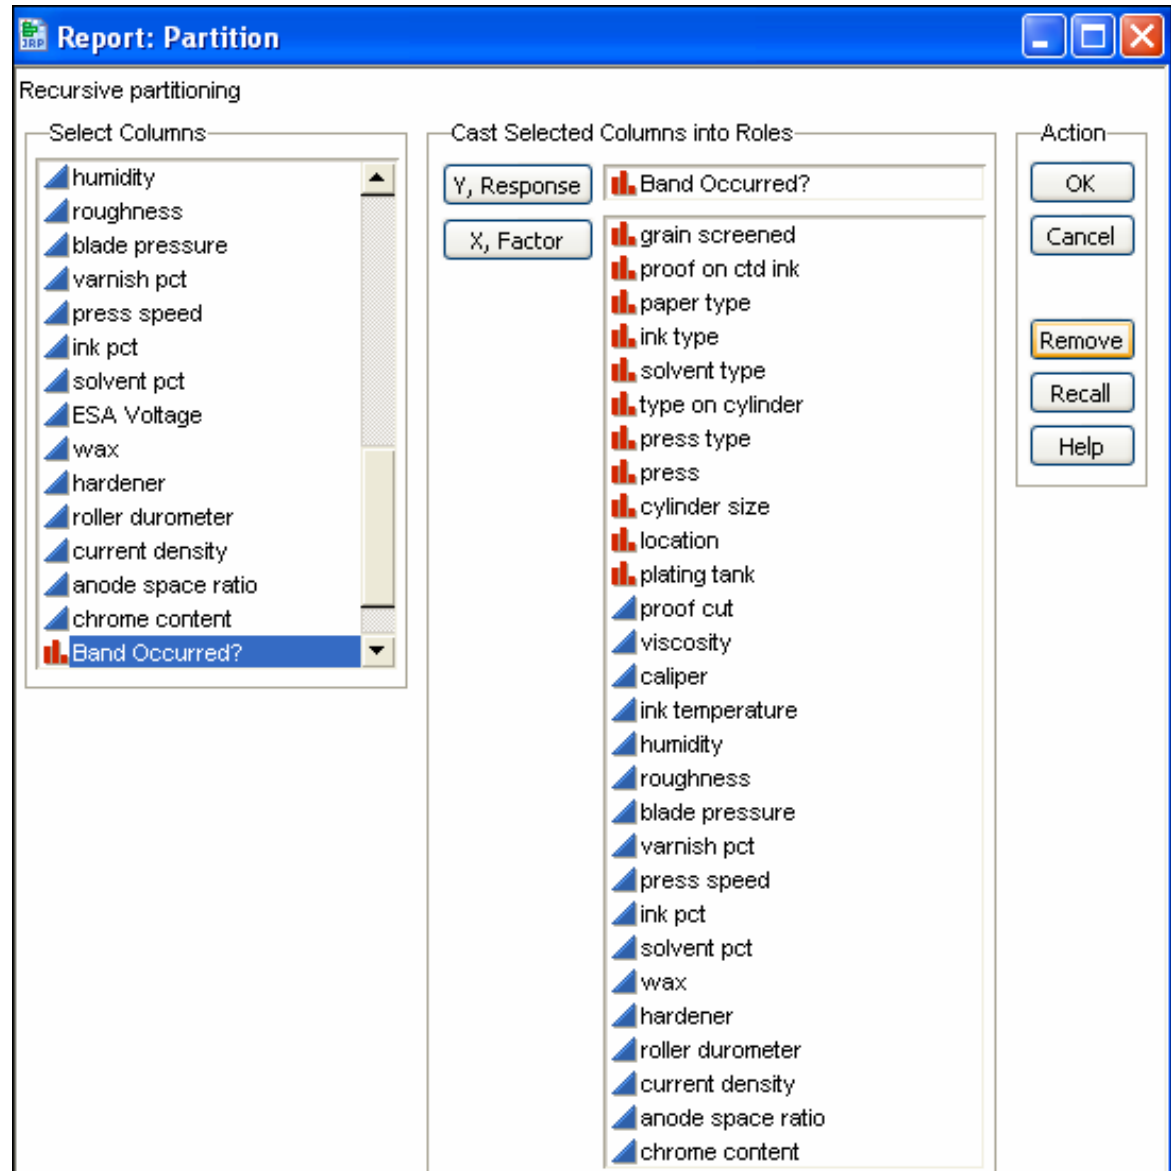 JRP
Report: Partition
Recursive partitioning
Select Columns
humidity
roughness
blade pressure
varnish pct
press speed
ink pct
solvent pct
ESA Voltage
wax
hardener
roller durometer
current density
anode space ratio
chrome content
Band Occurred?
Cast Selected Columns into Roles
Y, Response
Band Occurred?
X, Factor
grain screened
proof on ctd ink
paper type
ink type
solvent type
type on cylinder
press type
press
cylinder size
location
plating tank
proof cut
viscosity
caliper
ink temperature
humidity
roughness
blade pressure
varnish pct
press speed
ink pct
solvent pct
wax
hardener
roller durometer
current density
anode space ratio
chrome content
Action
OK
Cancel
Remove
Recall
Help